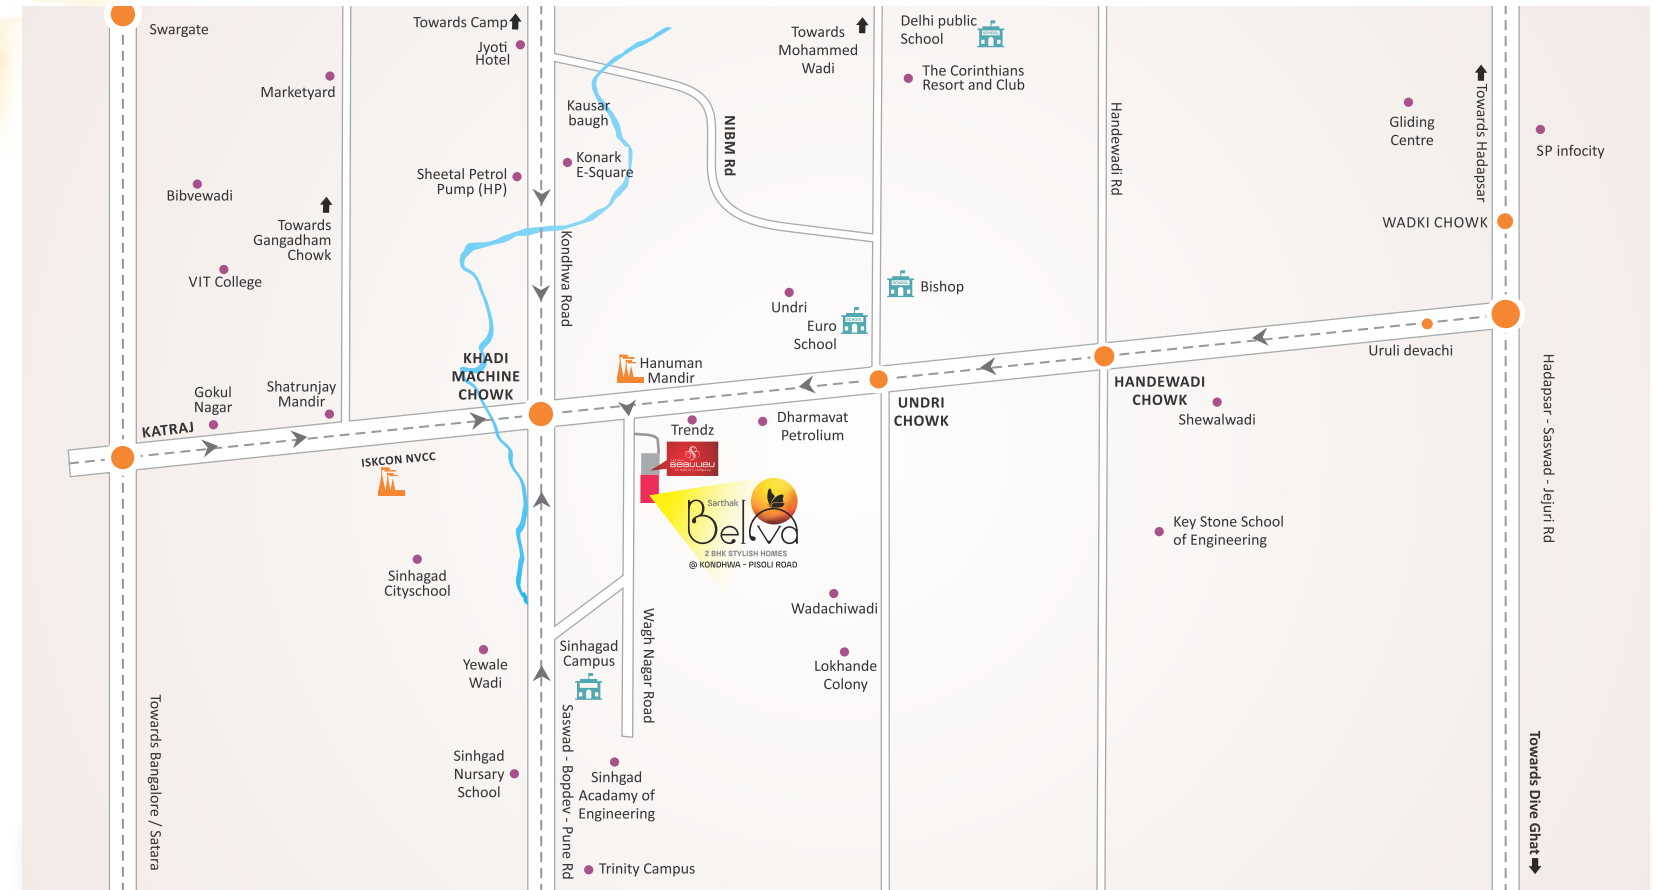 Swargate
Marketyard
Bibvewadi
Towards
Gangadham
Chowk
VIT College
Gokul
Nagar
Shatrunjay
Mandir
KATRAJ
ISKCON NVCC
Towards Bangalore / Satara
Towards Camp
Jyoti
Hotel
Kausar
baugh
Konark
E-Square
Sheetal Petrol
Pump (HP)
Kondhwa Road
KHADI
MACHINE
CHOWK
NIBM Rd
Towards
Mohammed
Wadi
Delhi public
School
SCHOOL
The Corinthians
Resort and Club
Undri
Euro
School
SCHOOL
Bishop
SCHOOL
Hanuman
Mandir
Trendz
Dharmavat
Petrolium
UNDRI
CHOWK
BEAULIEU
Sarthak
Belva
2 BHK STYLISH HOMES
@ KONDHWA - PISOLI ROAD
Sinhagad
Cityschool
Yewale
Wadi
Sinhgad
Nursary
School
Sinhagad
Campus
Wagh Nagar Road
Saswad - Bopdev - Pune Rd
Sinhgad
Acadamy of
Engineering
Trinity Campus
Wadachiwadi
Lokhande
Colony
Handewadi Rd
HANDEWADI
CHOWK
Shewalwadi
Key Stone School
of Engineering
Gliding
Centre
Towards Hadapsar
SP infocity
WADKI CHOWK
Uruli devachi
Hadapsar - Saswad - Jejuri Rd
Towards Dive Ghat